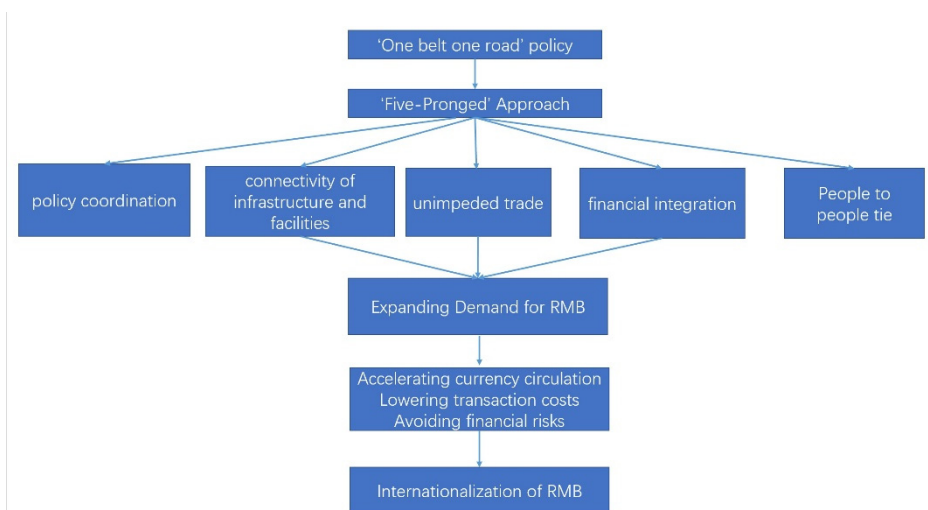 ‘One belt one road’ policy
‘Five-Pronged’ Approach
policy coordination
connectivity of
infrastructure and
facilities
unimpeded trade
financial integration
People to
people tie
Expanding Demand for RMB
Accelerating currency circulation
Lowering transaction costs
Avoiding financial risks
Internationalization of RMB